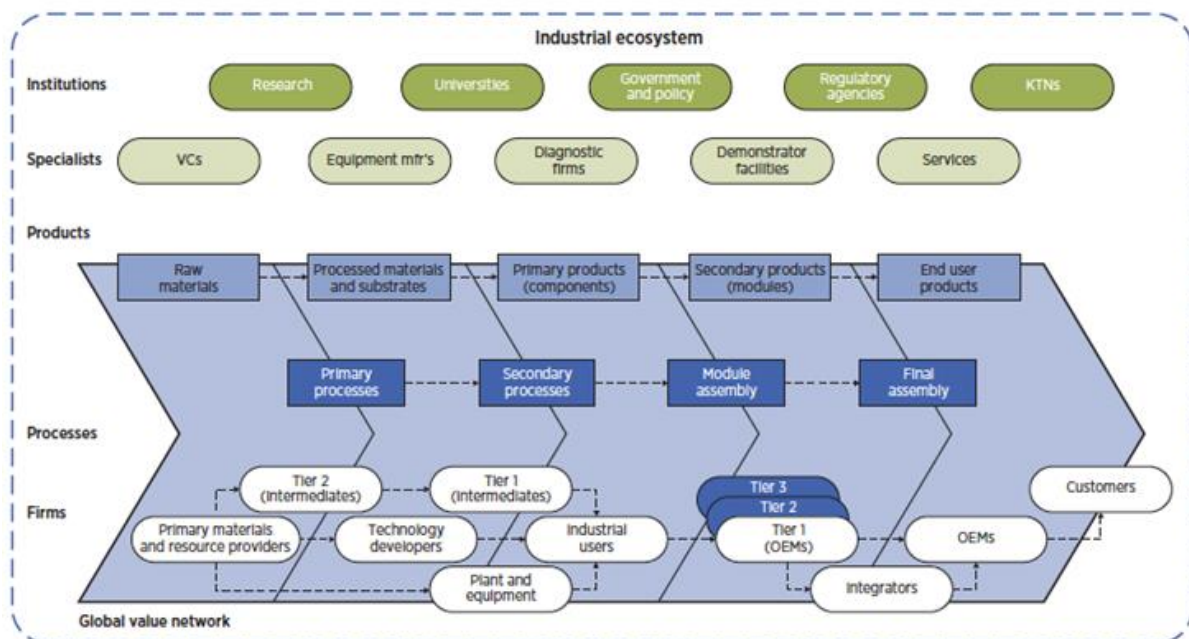 Industrial ecosystem
Institutions
Research
Universities
Government
and policy
Regulatory
agencies
KTNs
Specialists
VCs
Equipment mfr's
Diagnostic
firms
Demonstrator
facilities
Services
Products
Raw
materials
Processed materials
and substrates
Primary products
(components)
Secondary products
(modules)
End user
products
Primary
processes
Secondary
processes
Module
assembly
Final
assembly
Processes
Firms
Tier 2
(Intermediates)
Tier 1
(Intermediates)
Primary materials
and resource providers
Technology
developers
Industrial
users
Plant and
equipment
Tier 3
Tier 2
Tier 1
(OEMs)
Integrators
OEMs
Customers
Global value network